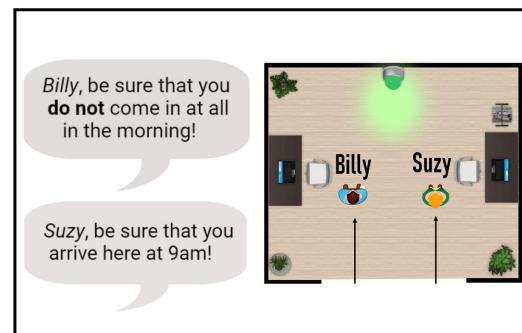 Billy, be sure that you
do not come in at all
in the morning!
Billy
Suzy
Suzy, be sure that you
arrive here at 9am!